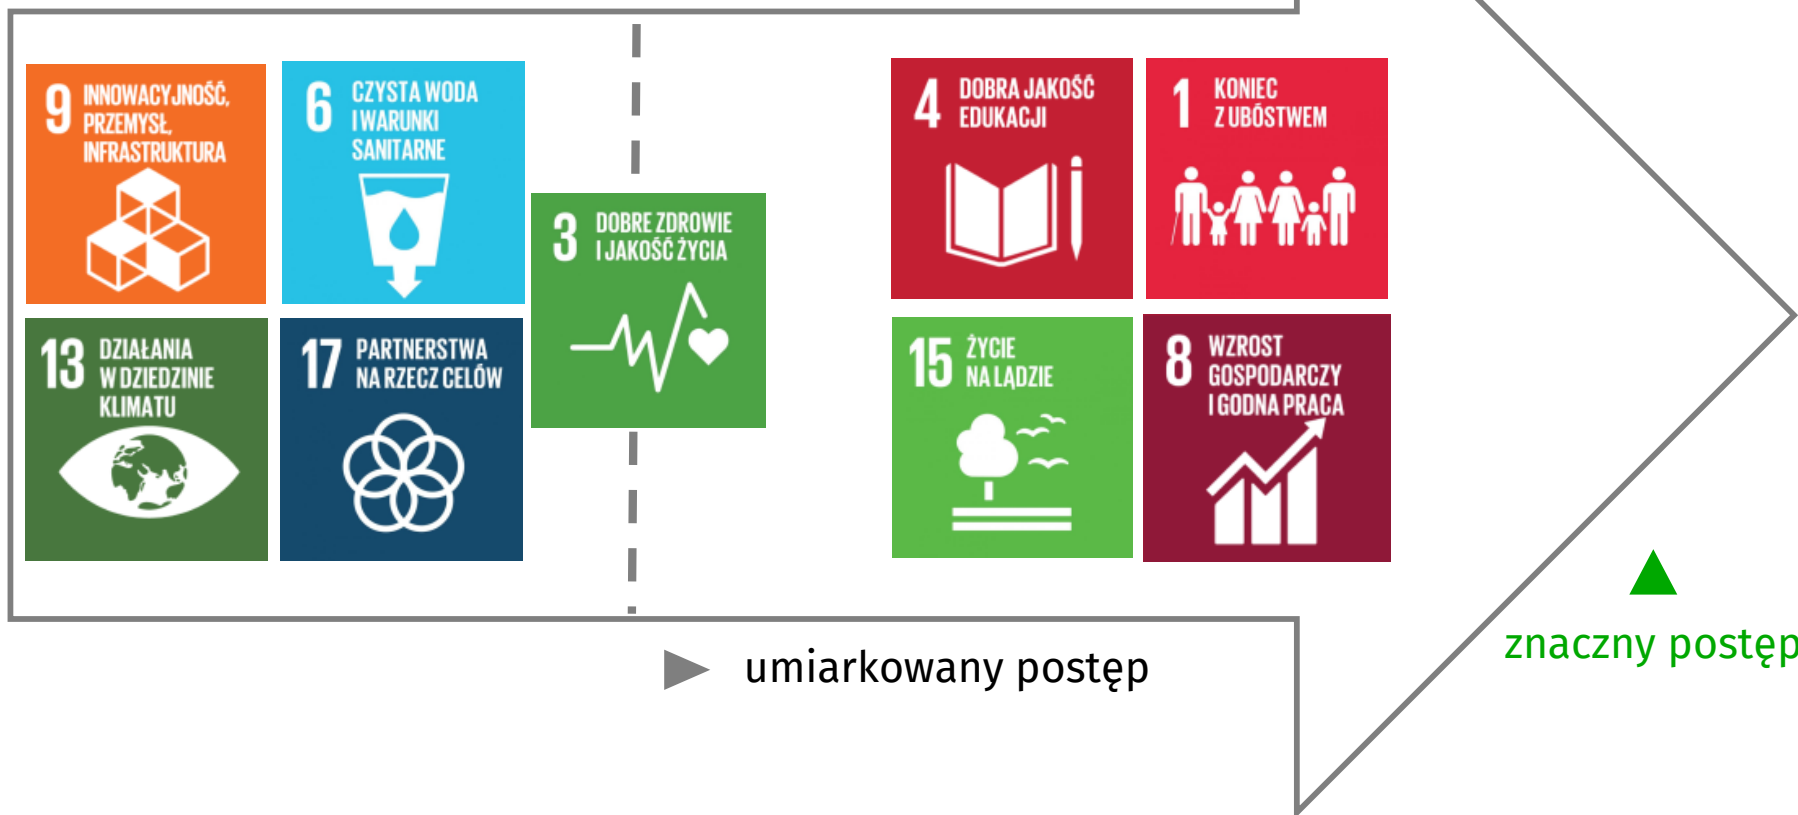 9 INNOWACYJNOŚĆ,
PRZEMYSŁ,
INFRASTRUKTURA
6 CZYSTA WODA
I WARUNKI
SANITARNE
3 DOBRE ZDROWIE
I JAKOŚĆ ŻYCIA
4 DOBRA JAKOŚĆ
EDUKACJI
1 KONIEC
Z UBÓSTWEM
13 DZIAŁANIA
W DZIEDZINIE
KLIMATU
17 PARTNERSTWA
NA RZECZ CELÓW
15 ŻYCIE
NA LĄDZIE
8 WZROST
GOSPODARCZY
I GODNA PRACA
umiarkowany postęp
znaczny postęp